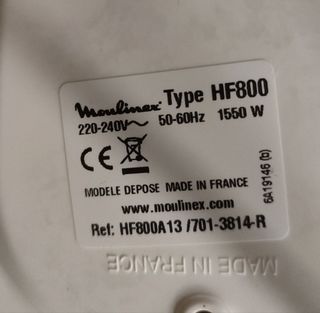 Moulinex Type HF800
220-240V~ 50-60Hz 1550 W
CE
MODELE DEPOSE MADE IN FRANCE
www.moulinex.com
Ref: HF800A13 /701-3814-R
6A19146 (b)
MADE IN FRANCE